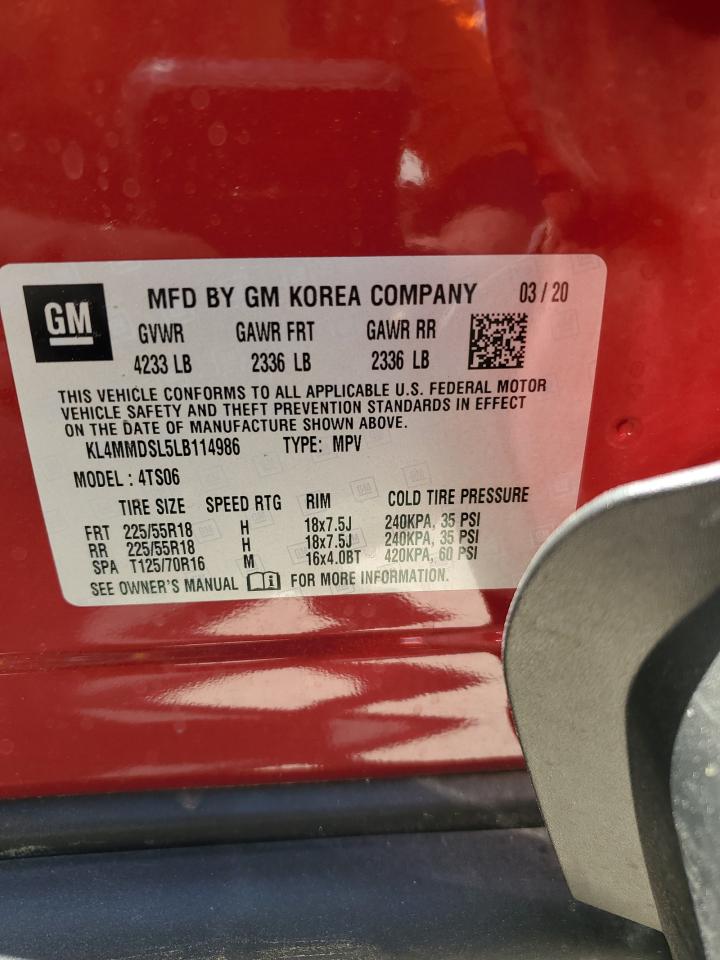 GM MFD BY GM KOREA COMPANY 03 / 20
GVWR GAWR FRT GAWR RR
4233 LB 2336 LB 2336 LB
THIS VEHICLE CONFORMS TO ALL APPLICABLE U.S. FEDERAL MOTOR
VEHICLE SAFETY AND THEFT PREVENTION STANDARDS IN EFFECT
ON THE DATE OF MANUFACTURE SHOWN ABOVE.
KL4MMDSL5LB114986 TYPE: MPV
MODEL : 4TS06
TIRE SIZE SPEED RTG RIM COLD TIRE PRESSURE
FRT 225/55R18 H 18x7.5J 240KPA, 35 PSI
RR 225/55R18 H 18x7.5J 240KPA, 35 PSI
SPA T125/70R16 M 16x4.0BT 420KPA, 60 PSI
SEE OWNER'S MANUAL i FOR MORE INFORMATION.